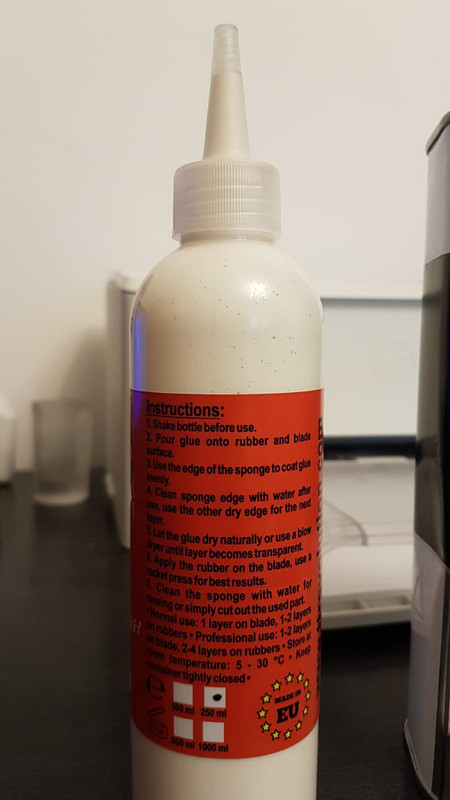 Instructions:
1. Shake bottle before use.
2. Pour glue onto rubber and blade
surface.
3. Use the edge of the sponge to coat glue
evenly.
4. Clean sponge edge with water after
use, use the other dry edge for the next
layer.
5. Let the glue dry naturally or use a blow
dryer until layer becomes transparent.
6. Apply the rubber on the blade, use a
racket press for best results.
7. Clean the sponge with water for
reusing or simply cut out the used part.
• Normal use: 1 layer on blade, 1-2 layers
on rubbers • Professional use: 1-2 layers
on blade, 2-4 layers on rubbers • Store at
room temperature: 5 - 30 °C • Keep
container tightly closed •
e
100 ml 250 ml
500 ml 1000 ml
MADE IN
EU